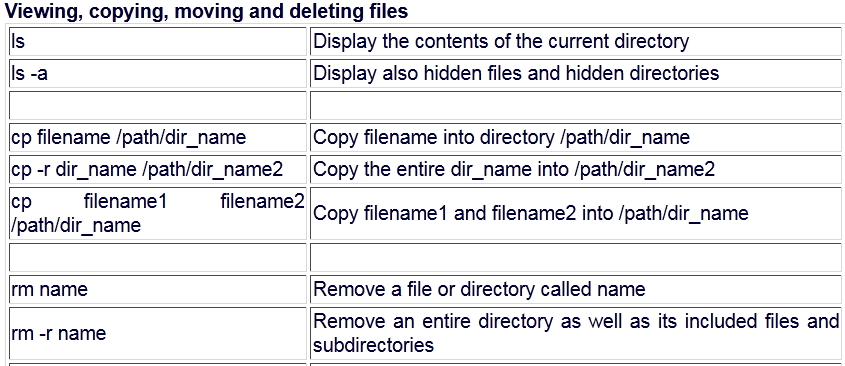 Viewing, copying, moving and deleting files
ls Display the contents of the current directory
ls -a Display also hidden files and hidden directories
cp filename /path/dir_name Copy filename into directory /path/dir_name
cp -r dir_name /path/dir_name2 Copy the entire dir_name into /path/dir_name2
cp filename1 filename2
/path/dir_name
Copy filename1 and filename2 into /path/dir_name
rm name Remove a file or directory called name
rm -r name
Remove an entire directory as well as its included files and
subdirectories